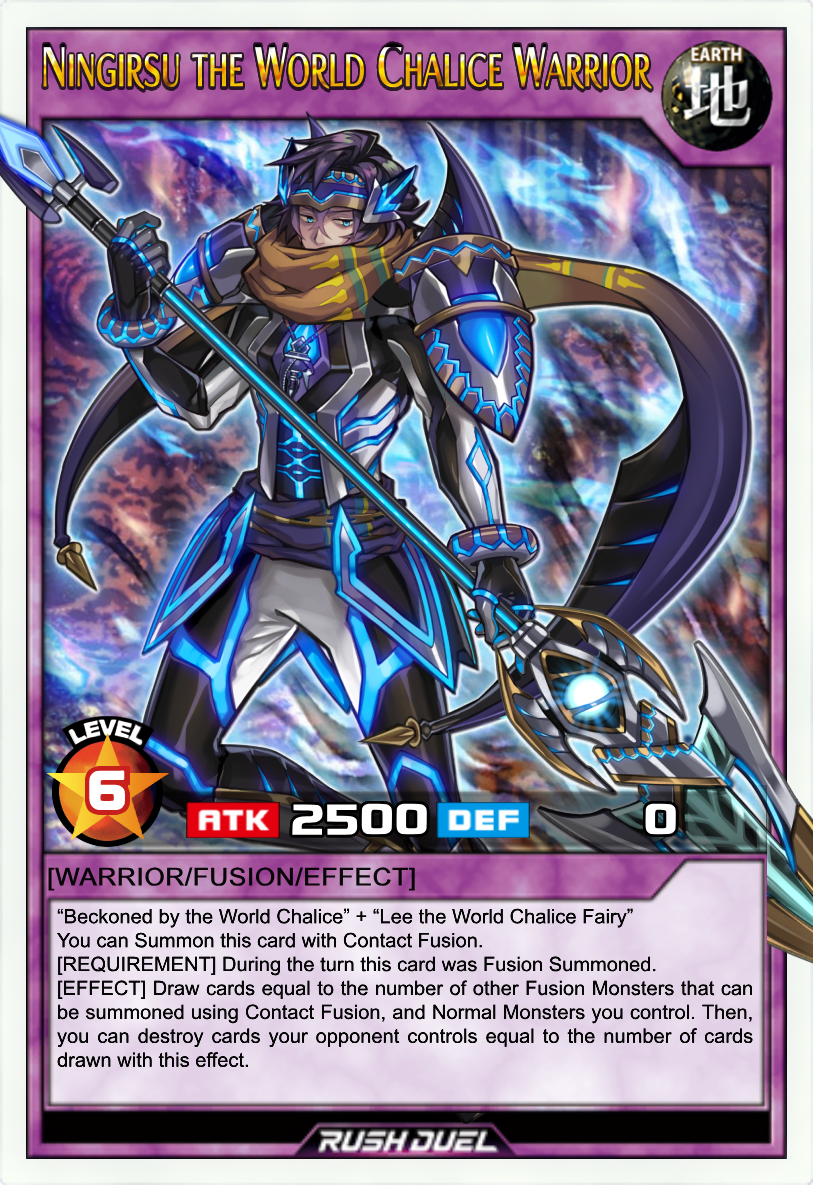 NINGIRSU THE WORLD CHALICE WARRIOR
EARTH
地
LEVEL
6
ATK 2500 DEF 0
[WARRIOR/FUSION/EFFECT]
“Beckoned by the World Chalice” + “Lee the World Chalice Fairy”
You can Summon this card with Contact Fusion.
[REQUIREMENT] During the turn this card was Fusion Summoned.
[EFFECT] Draw cards equal to the number of other Fusion Monsters that can
be summoned using Contact Fusion, and Normal Monsters you control. Then,
you can destroy cards your opponent controls equal to the number of cards
drawn with this effect.
RUSH DUEL